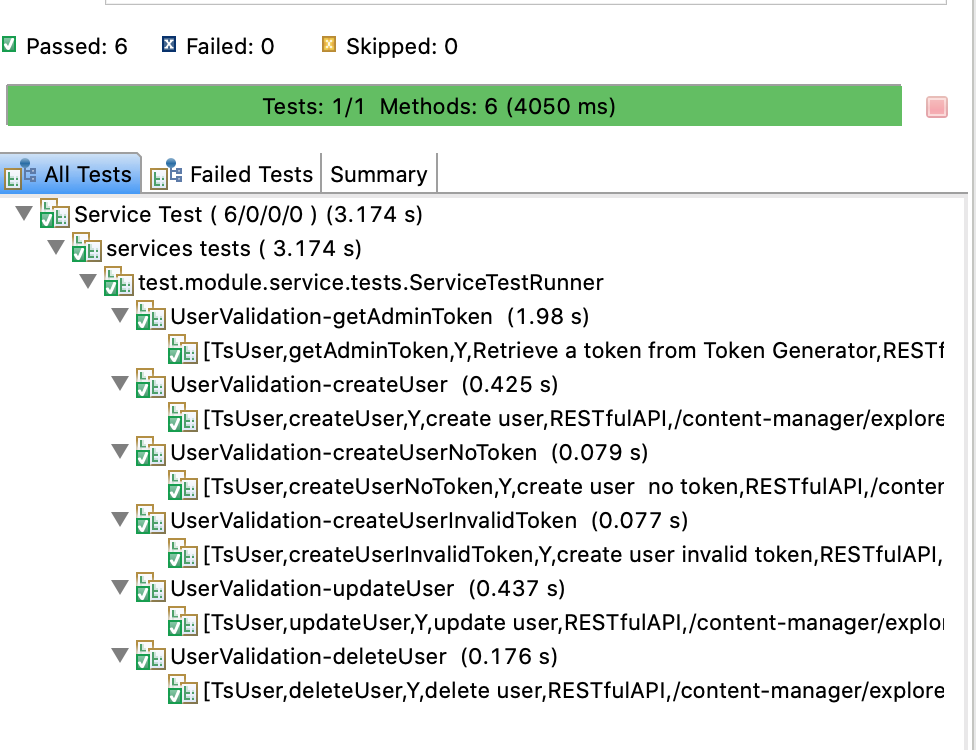 Passed: 6 Failed: 0 Skipped: 0
Tests: 1/1 Methods: 6 (4050 ms)
All Tests Failed Tests Summary
Service Test ( 6/0/0/0 ) (3.174 s)
services tests ( 3.174 s)
test.module.service.tests.ServiceTestRunner
UserValidation-getAdminToken (1.98 s)
[TsUser,getAdminToken,Y,Retrieve a token from Token Generator,RESTf
UserValidation-createUser (0.425 s)
[TsUser,createUser,Y,create user,RESTfulAPI,/content-manager/explore
UserValidation-createUserNoToken (0.079 s)
[TsUser,createUserNoToken,Y,create user no token,RESTfulAPI,/conter
UserValidation-createUserInvalidToken (0.077 s)
[TsUser,createUserInvalidToken,Y,create user invalid token,RESTfulAPI,
UserValidation-updateUser (0.437 s)
[TsUser,updateUser,Y,update user,RESTfulAPI,/content-manager/explo
UserValidation-deleteUser (0.176 s)
[TsUser,deleteUser,Y,delete user,RESTfulAPI,/content-manager/explore